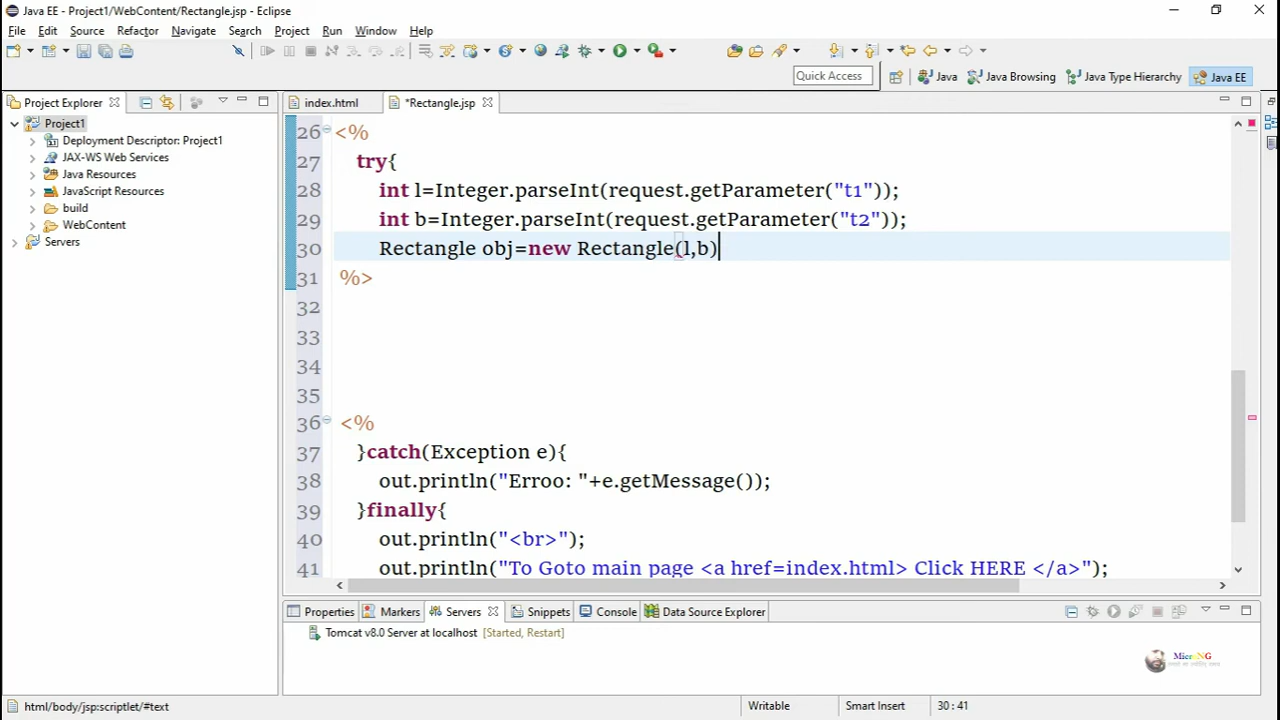 Java EE - Project1/WebContent/Rectangle.jsp - Eclipse
File Edit Source Refactor Navigate Search Project Run Window Help
Quick Access Java Java Browsing Java Type Hierarchy Java EE
Project Explorer
index.html *Rectangle.jsp
Project1
Deployment Descriptor: Project1
JAX-WS Web Services
Java Resources
JavaScript Resources
build
WebContent
Servers
26 <%
27 try{
28 int l=Integer.parseInt(request.getParameter("t1"));
29 int b=Integer.parseInt(request.getParameter("t2"));
30 Rectangle obj=new Rectangle(l,b)
31 %>
32
33
34
35
36 <%
37 }catch(Exception e){
38 out.println("Erroo: "+e.getMessage());
39 }finally{
40 out.println("<br>");
41 out.println("To Goto main page <a href=index.html> Click HERE </a>");
Properties Markers Servers Snippets Console Data Source Explorer
Tomcat v8.0 Server at localhost [Started, Restart]
MicroNG
html/body/jsp:scriptlet/#text Writable Smart Insert 30 : 41